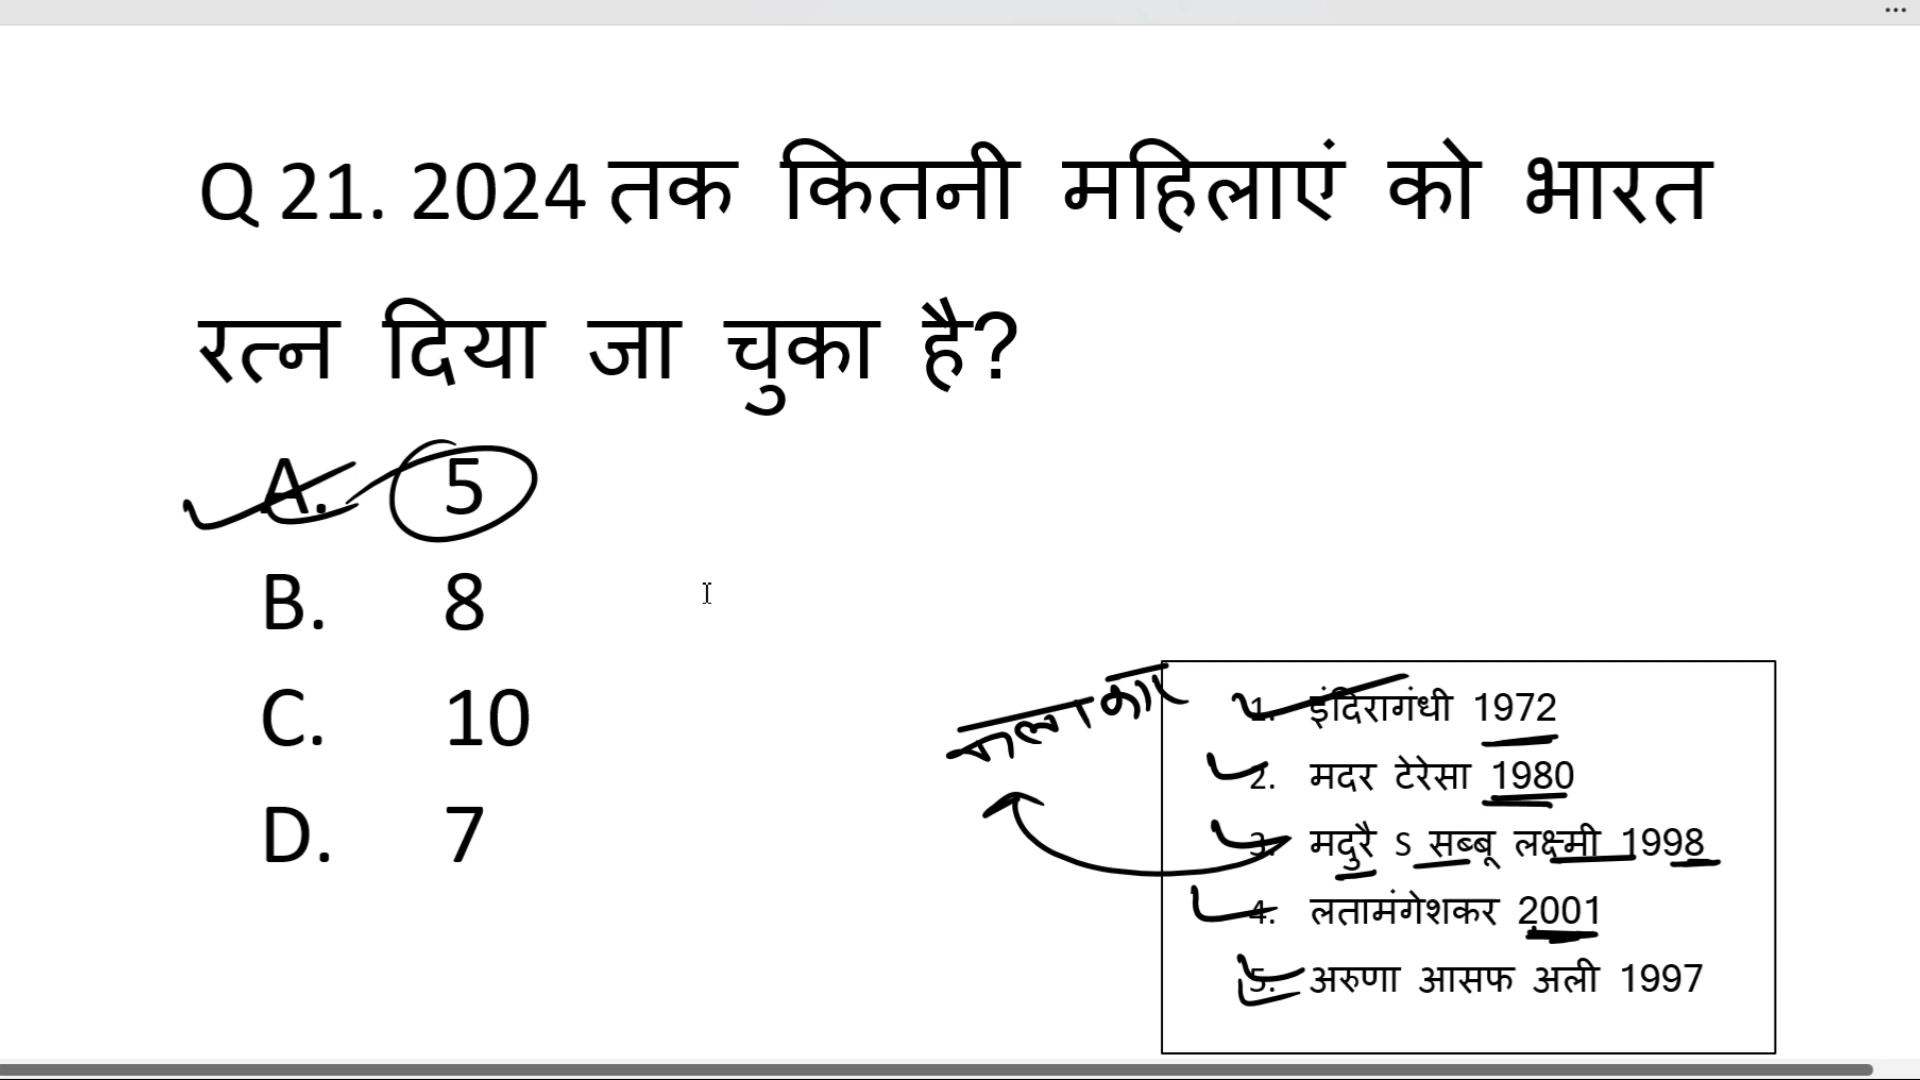 Q 21. 2024 तक कितनी महिलाएं को भारत
रत्न दिया जा चुका है?
A. 5
B. 8
C. 10
D. 7
कलाकार
1. इंदिरागंधी 1972
2. मदर टेरेसा 1980
3. मदुरै S सब्बू लक्ष्मी 1998
4. लतामंगेशकर 2001
5. अरुणा आसफ अली 1997